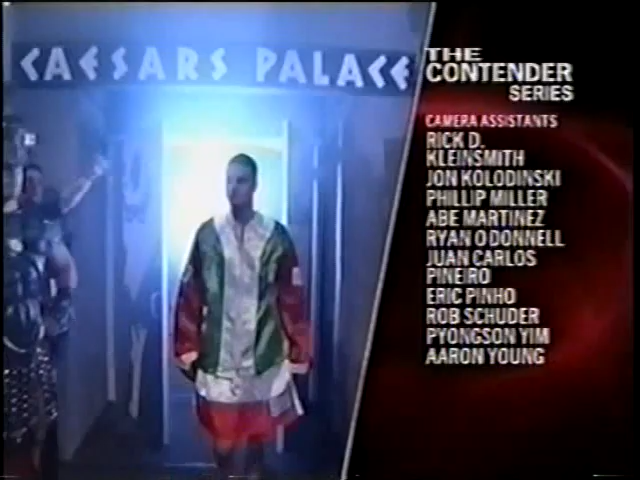 CAESARS PALACE
THE
CONTENDER
SERIES
CAMERA ASSISTANTS
RICK D.
KLEINSMITH
JON KOLODINSKI
PHILLIP MILLER
ABE MARTINEZ
RYAN ODONNELL
JUAN CARLOS
PINEIRO
ERIC PINHO
ROB SCHUDER
PYONGSON YIM
AARON YOUNG